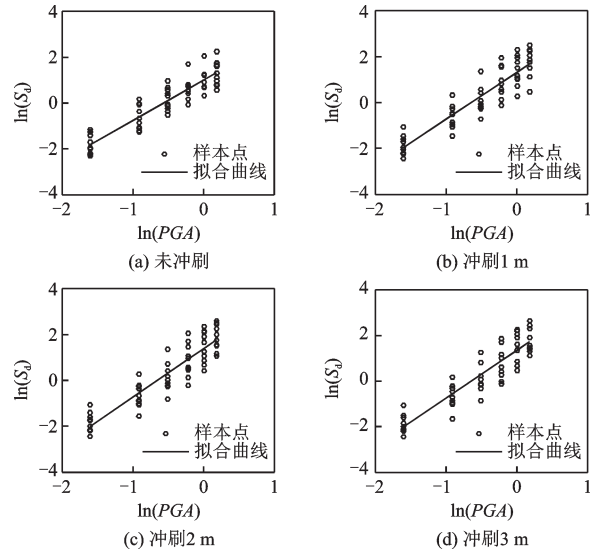 4
2
0
−2
−4
ln(Sd)
样本点
拟合曲线
−2 −1 0 1
ln(PGA)
(a) 未冲刷
4
2
0
−2
−4
ln(Sd)
样本点
拟合曲线
−2 −1 0 1
ln(PGA)
(b) 冲刷1 m
4
2
0
−2
−4
ln(Sd)
样本点
拟合曲线
−2 −1 0 1
ln(PGA)
(c) 冲刷2 m
4
2
0
−2
−4
ln(Sd)
样本点
拟合曲线
−2 −1 0 1
ln(PGA)
(d) 冲刷3 m